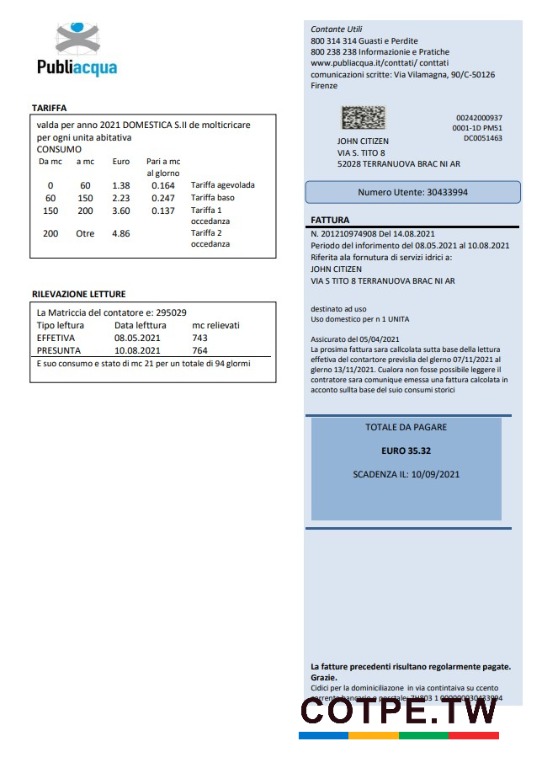 Publiacqua
TARIFFA
valda per anno 2021 DOMESTICA S.II de molticricare
per ogni unita abitativa
CONSUMO
Da mc a mc Euro Pari a mc
al giorno
0 60 1.38 0.164 Tariffa agevolada
60 150 2.23 0.247 Tariffa baso
150 200 3.60 0.137 Tariffa 1
occedanza
200 Otre 4.86 Tariffa 2
occedanza
RILEVAZIONE LETTURE
La Matriccia del contatore e: 295029
Tipo leftura Data lefttura mc relievati
EFFETIVA 08.05.2021 743
PRESUNTA 10.08.2021 764
E suo consumo e stato di mc 21 per un totale di 94 glormi
Contante Utili
800 314 314 Guasti e Perdite
800 238 238 Informazionie e Pratiche
www.publiacqua.it/conttati/ conttati
comunicazioni scritte: Via Vilamagna, 90/C-50126
Firenze
00242000937
0001-1D PM51
DC0051463
JOHN CITIZEN
VIA S. TITO 8
52028 TERRANUOVA BRAC NI AR
Numero Utente: 30433994
FATTURA
N. 201210974908 Del 14.08.2021
Periodo del inforimento del 08.05.2021 al 10.08.2021
Riferita ala fornutura di servizi idrici a:
JOHN CITIZEN
VIA S TITO 8 TERRANUOVA BRAC NI AR
destinato ad uso
Uso domestico per n 1 UNITA
Assicurato del 05/04/2021
La prosima fattura sara callcolata sutta base della lettura
effetiva del contartore previslia del glerno 07/11/2021 al
glerno 13/11/2021. Cualora non fosse possibile leggere il
contratore sara comunique emessa une fattura calcolata in
acconto sullta base del suio consumi storici
TOTALE DA PAGARE
EURO 35.32
SCADENZA IL: 10/09/2021
La fatture precedenti risultano regolarmente pagate.
Grazie.
Cidici per la dominiciliazone in via contintaiva su ccento
COTPE.TW